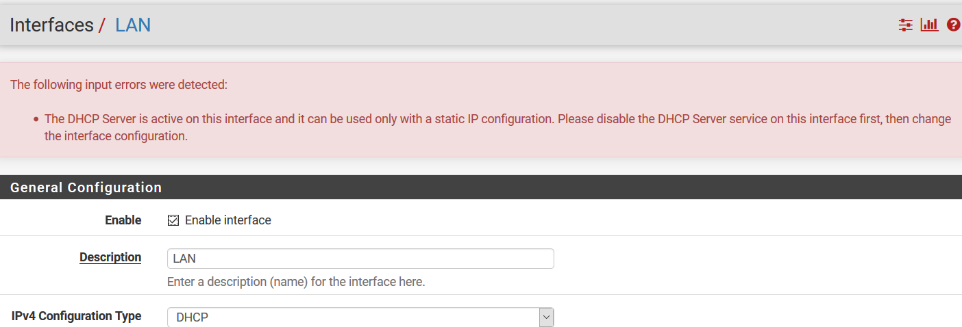 Interfaces / LAN
The following input errors were detected:
• The DHCP Server is active on this interface and it can be used only with a static IP configuration. Please disable the DHCP Server service on this interface first, then change
the interface configuration.
General Configuration
Enable Enable interface
Description LAN
Enter a description (name) for the interface here.
IPv4 Configuration Type DHCP